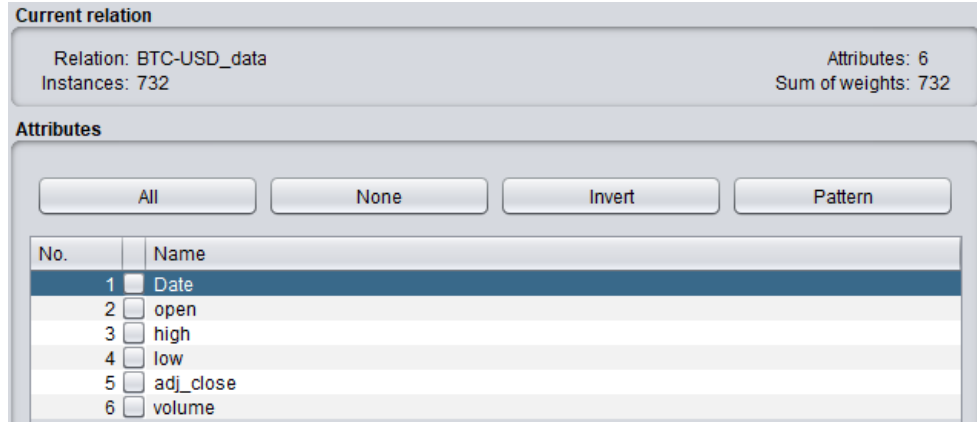 Current relation
Relation: BTC-USD_data Attributes: 6
Instances: 732 Sum of weights: 732
Attributes
All None Invert Pattern
No. Name
1 Date
2 open
3 high
4 low
5 adj_close
6 volume